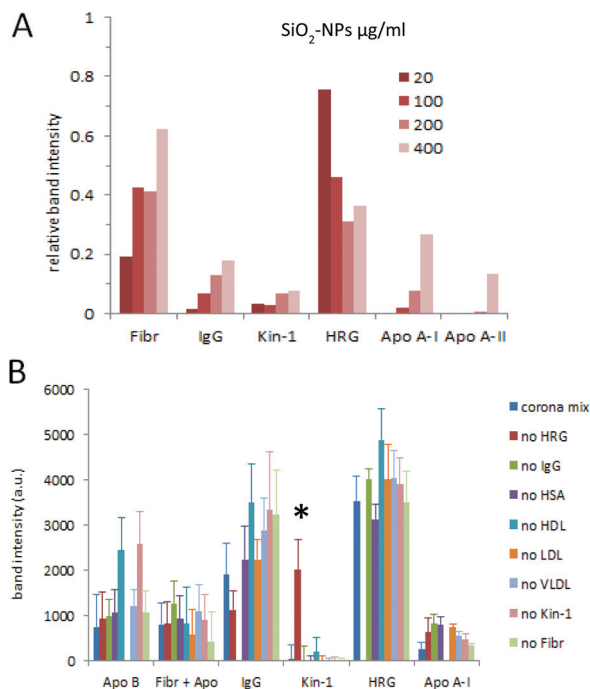 A
SiO₂-NPs µg/ml
1
0.8
0.6
0.4
0.2
0
relative band intensity
20
100
200
400
Fibr IgG Kin-1 HRG Apo A-I Apo A-II
B
6000
5000
4000
3000
2000
1000
0
band intensity (a.u.)
*
corona mix
no HRG
no IgG
no HSA
no HDL
no LDL
no VLDL
no Kin-1
no Fibr
Apo B Fibr + Apo IgG Kin-1 HRG Apo A-I